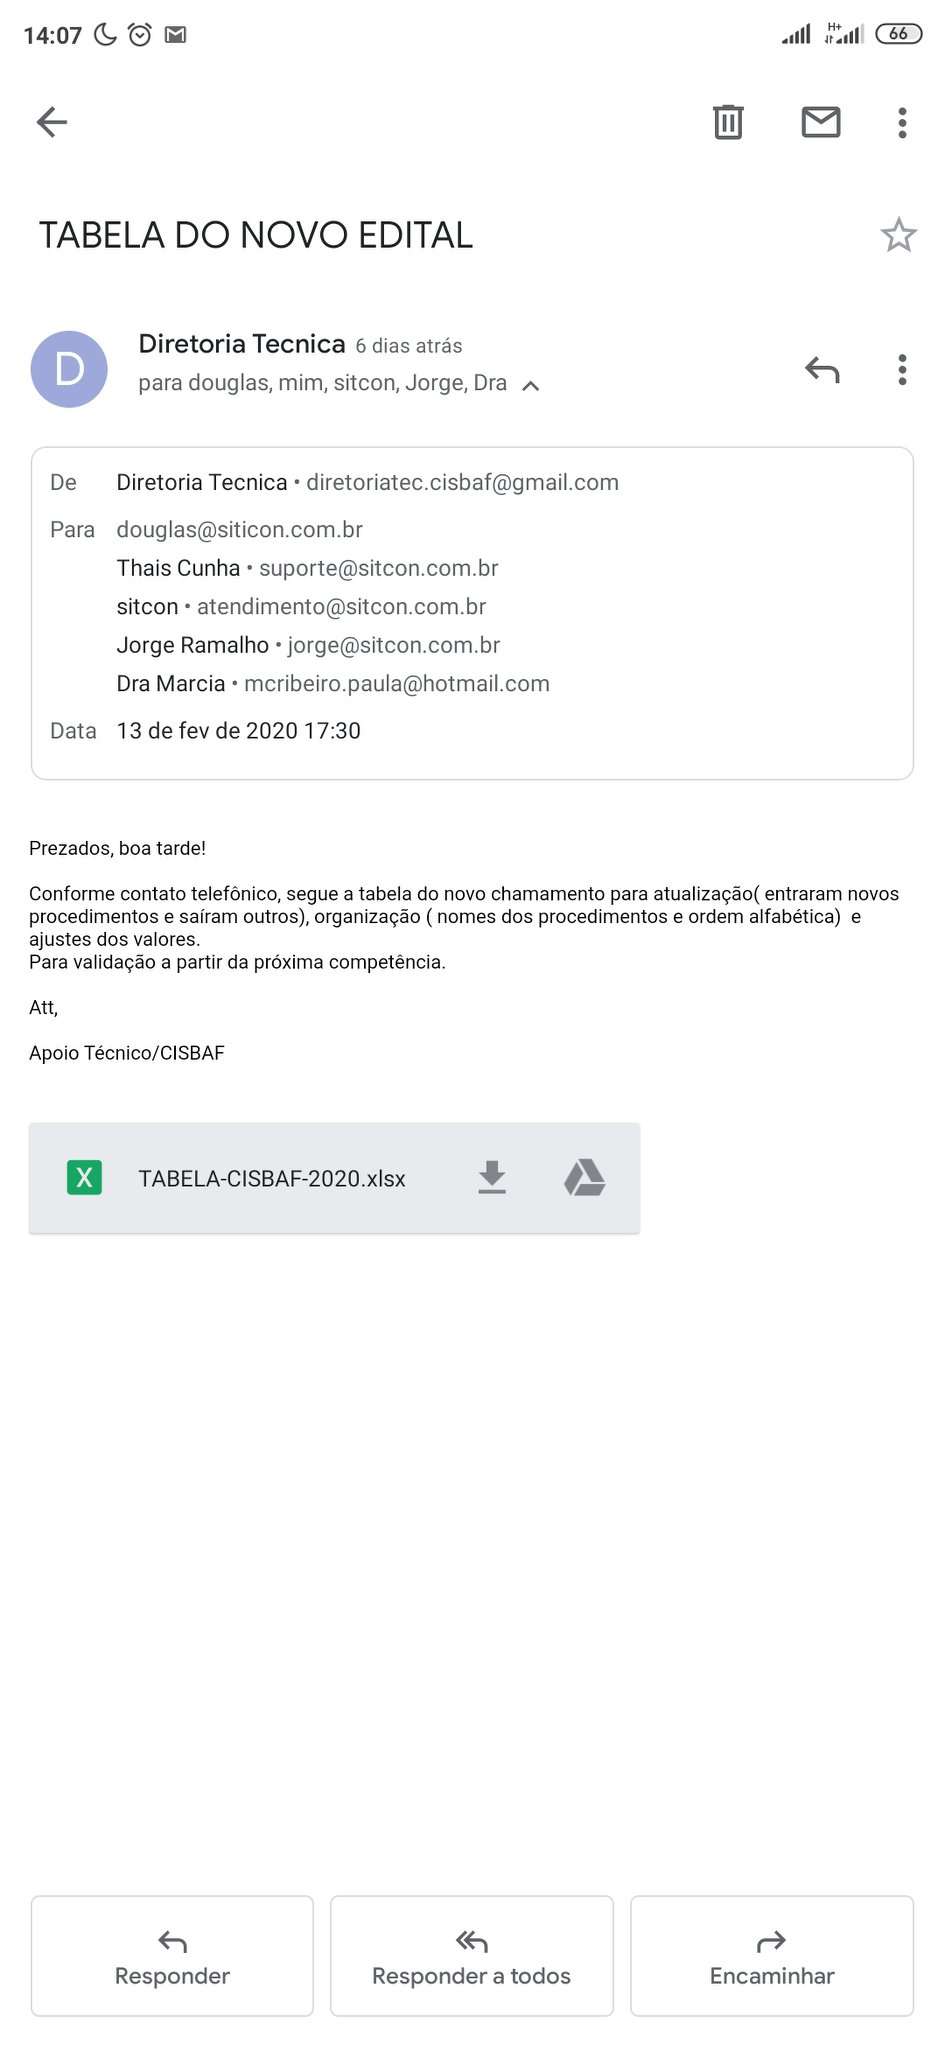 14:07 H+ 66
TABELA DO NOVO EDITAL
D
Diretoria Tecnica 6 dias atrás
para douglas, mim, sitcon, Jorge, Dra
De Diretoria Tecnica • diretoriatec.cisbaf@gmail.com
Para douglas@siticon.com.br
Thais Cunha • suporte@sitcon.com.br
sitcon • atendimento@sitcon.com.br
Jorge Ramalho • jorge@sitcon.com.br
Dra Marcia • mcribeiro.paula@hotmail.com
Data 13 de fev de 2020 17:30
Prezados, boa tarde!
Conforme contato telefônico, segue a tabela do novo chamamento para atualização( entraram novos
procedimentos e saíram outros), organização ( nomes dos procedimentos e ordem alfabética)  e
ajustes dos valores.
Para validação a partir da próxima competência.
Att,
Apoio Técnico/CISBAF
X TABELA-CISBAF-2020.xlsx
Responder Responder a todos Encaminhar